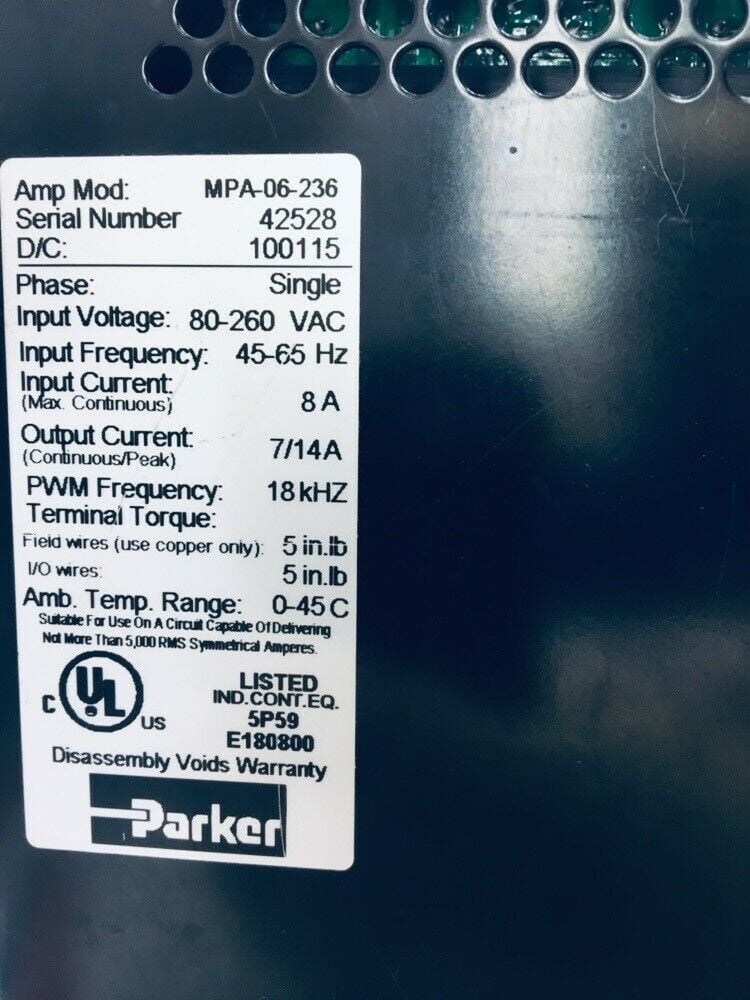 Amp Mod: MPA-06-236
Serial Number 42528
D/C: 100115
Phase: Single
Input Voltage: 80-260 VAC
Input Frequency: 45-65 Hz
Input Current:
(Max. Continuous) 8 A
Output Current:
(Continuous/Peak) 7/14A
PWM Frequency: 18 kHZ
Terminal Torque:
Field wires (use copper only): 5 in.lb
I/O wires: 5 in.lb
Amb. Temp. Range: 0-45 C
Suitable For Use On A Circuit Capable Of Delivering
Not More Than 5,000 RMS Symmetrical Amperes.
C UL US
LISTED
IND.CONT.EQ.
5P59
E180800
Disassembly Voids Warranty
Parker